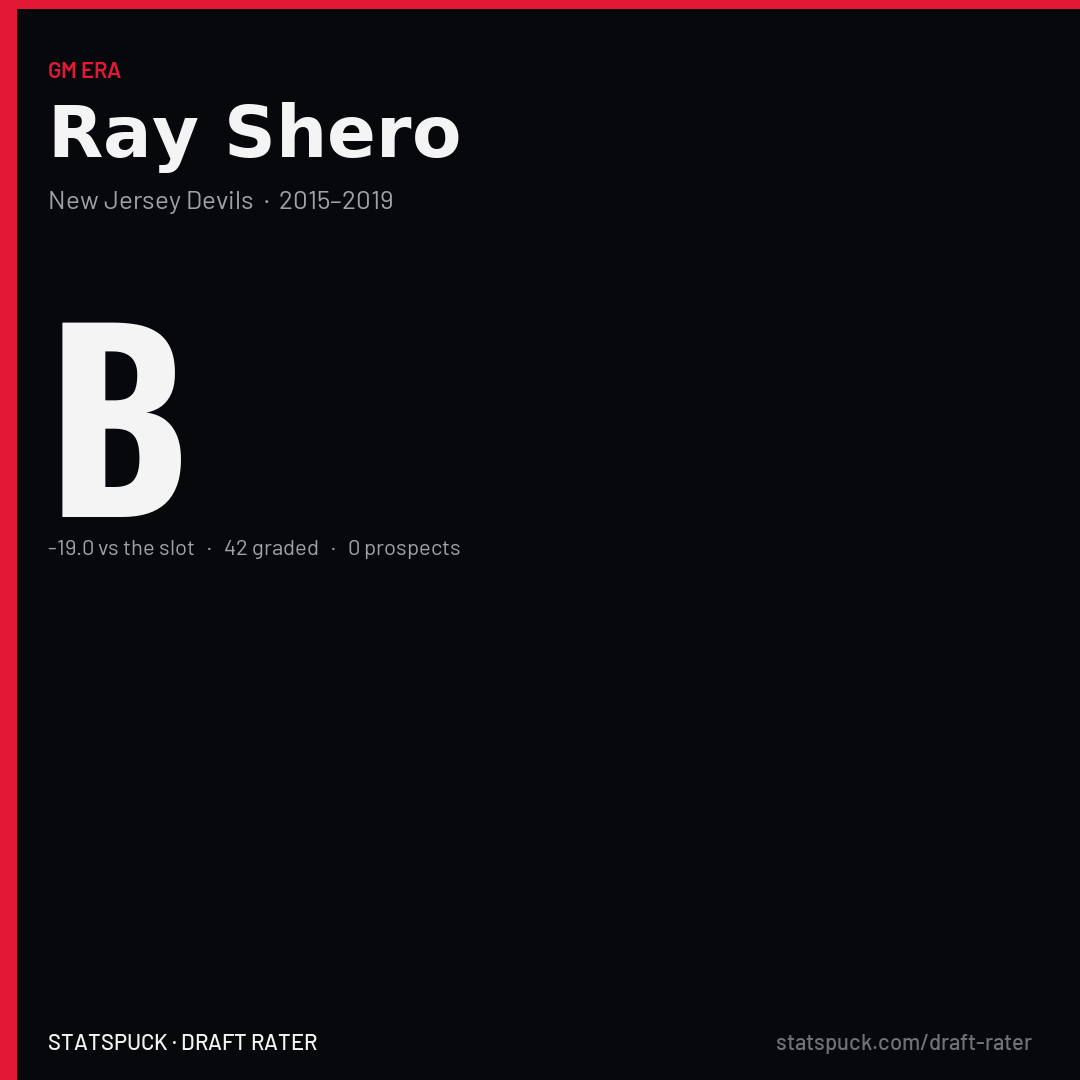 GM ERA
Ray Shero
New Jersey Devils · 2015–2019
B
-19.0 vs the slot · 42 graded · 0 prospects
STATSPUCK · DRAFT RATER
statspuck.com/draft-rater